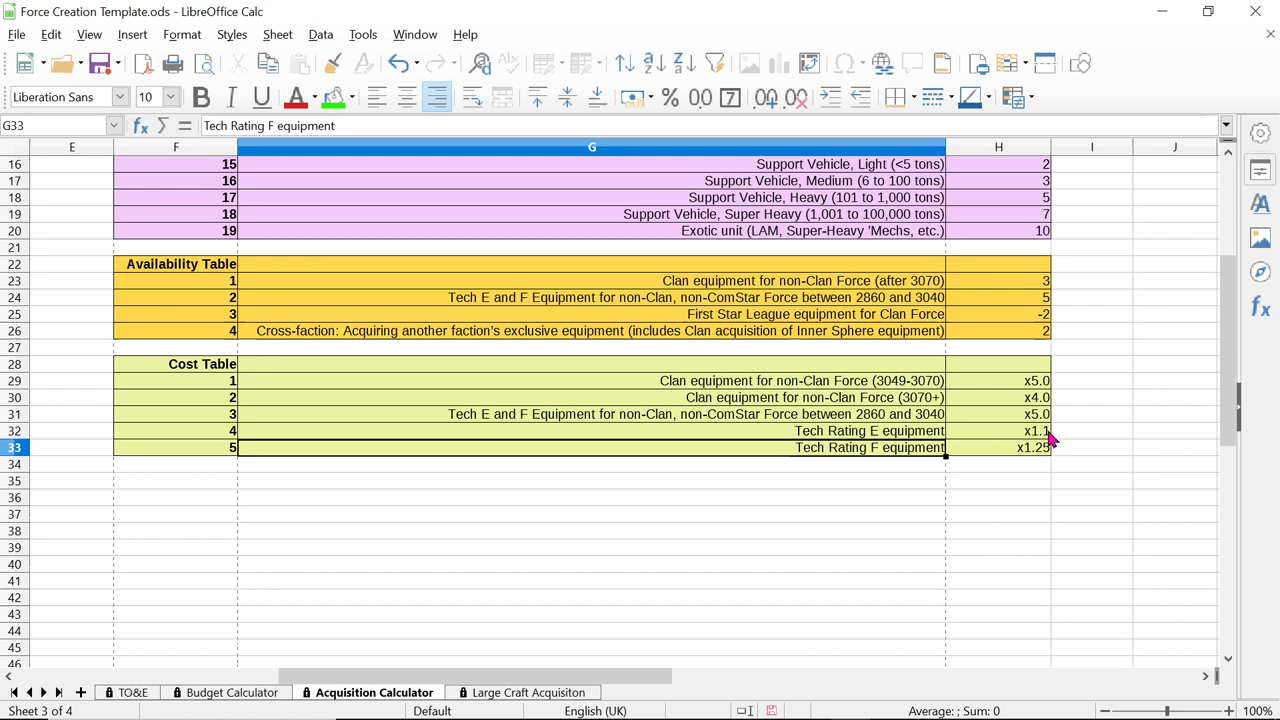 Force Creation Template.ods - LibreOffice Calc
File Edit View Insert Format Styles Sheet Data Tools Window Help
Liberation Sans 10
G33 Tech Rating F equipment
E F G H I J
16 15 Support Vehicle, Light (<5 tons) 2
17 16 Support Vehicle, Medium (6 to 100 tons) 3
18 17 Support Vehicle, Heavy (101 to 1,000 tons) 5
19 18 Support Vehicle, Super Heavy (1,001 to 100,000 tons) 7
20 19 Exotic unit (LAM, Super-Heavy 'Mechs, etc.) 10
21
22 Availability Table
23 1 Clan equipment for non-Clan Force (after 3070) 3
24 2 Tech E and F Equipment for non-Clan, non-ComStar Force between 2860 and 3040 5
25 3 First Star League equipment for Clan Force -2
26 4 Cross-faction: Acquiring another faction's exclusive equipment (includes Clan acquisition of Inner Sphere equipment) 2
27
28 Cost Table
29 1 Clan equipment for non-Clan Force (3049-3070) x5.0
30 2 Clan equipment for non-Clan Force (3070+) x4.0
31 3 Tech E and F Equipment for non-Clan, non-ComStar Force between 2860 and 3040 x5.0
32 4 Tech Rating E equipment x1.1
33 5 Tech Rating F equipment x1.25
34
35
36
37
38
39
40
41
42
43
44
45
46
TO&E Budget Calculator Acquisition Calculator Large Craft Acquisiton
Sheet 3 of 4 Default English (UK) Average: ; Sum: 0 100%